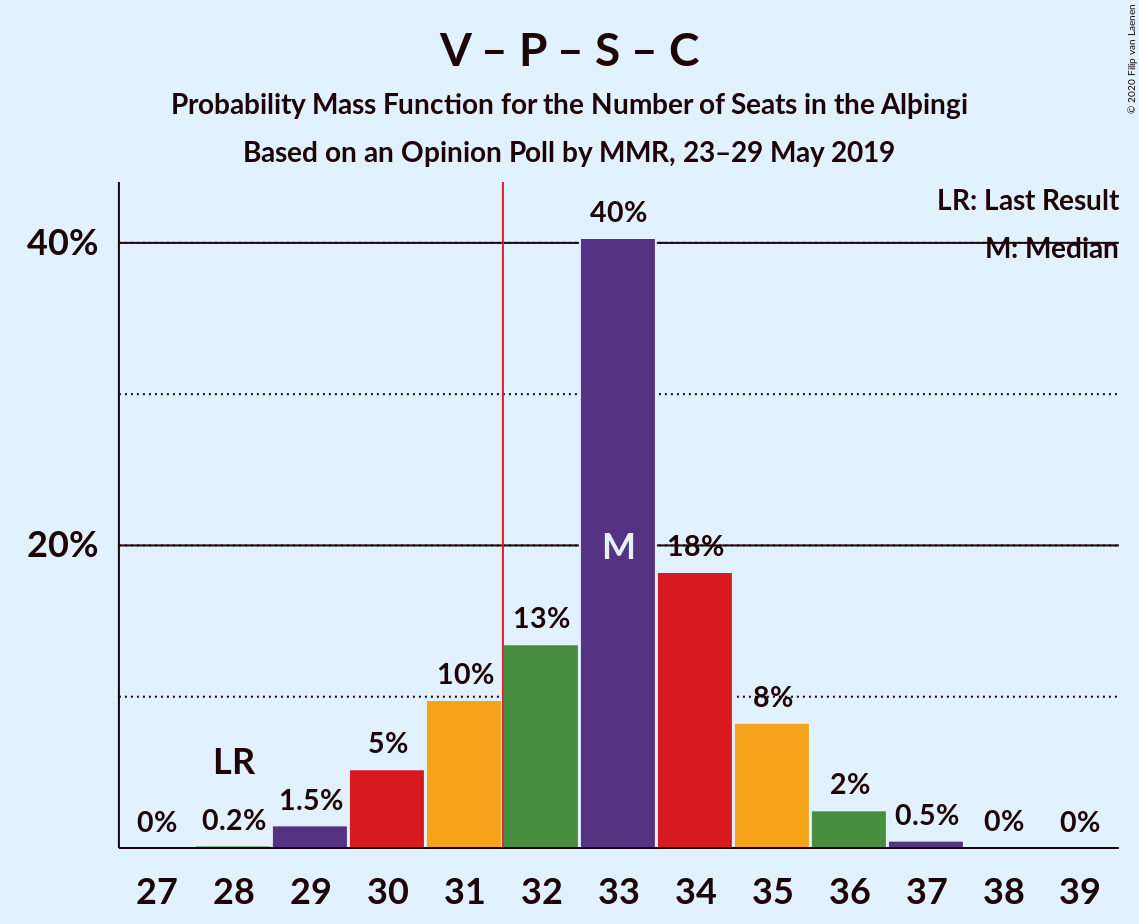 V – P – S – C
Probability Mass Function for the Number of Seats in the Alþingi
Based on an Opinion Poll by MMR, 23–29 May 2019
© 2020 Filip van Laenen
LR: Last Result
M: Median
40%
20%
0%
LR
0.2%
1.5%
5%
10%
13%
40%
M
18%
8%
2%
0.5%
0%
0%
27 28 29 30 31 32 33 34 35 36 37 38 39